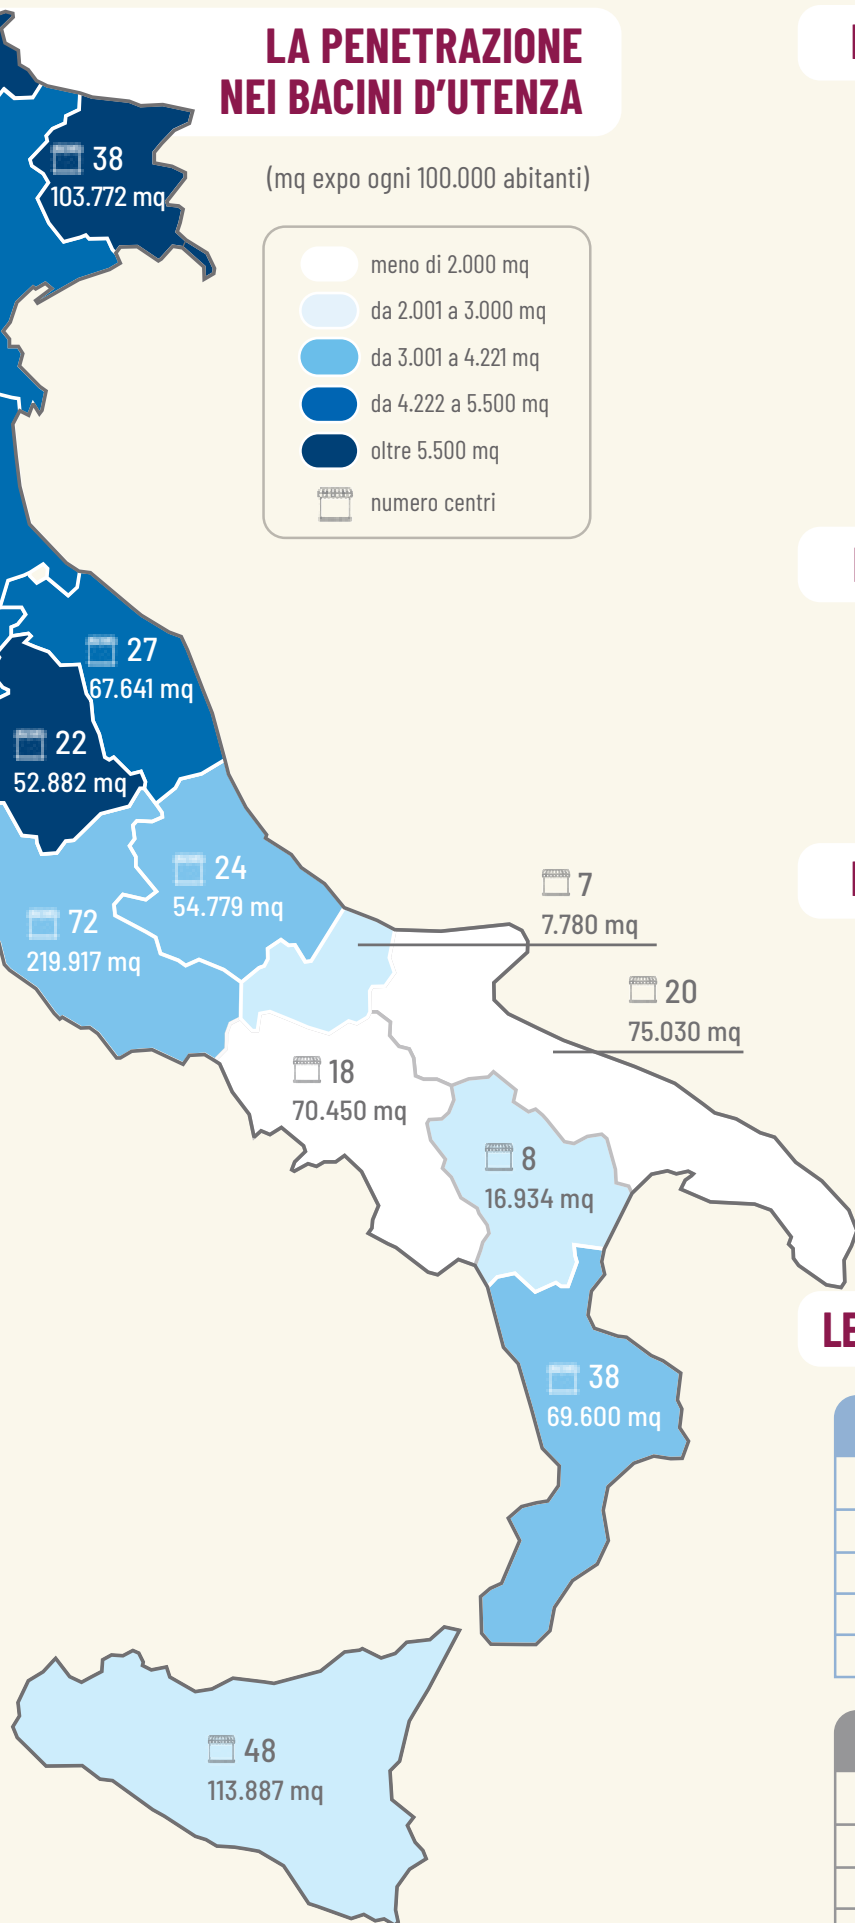 LA PENETRAZIONE
NEI BACINI D'UTENZA
(mq expo ogni 100.000 abitanti)
meno di 2.000 mq
da 2.001 a 3.000 mq
da 3.001 a 4.221 mq
da 4.222 a 5.500 mq
oltre 5.500 mq
numero centri
38
103.772 mq
27
67.641 mq
22
52.882 mq
24
54.779 mq
72
219.917 mq
7
7.780 mq
20
75.030 mq
18
70.450 mq
8
16.934 mq
LE
38
69.600 mq
48
113.887 mq